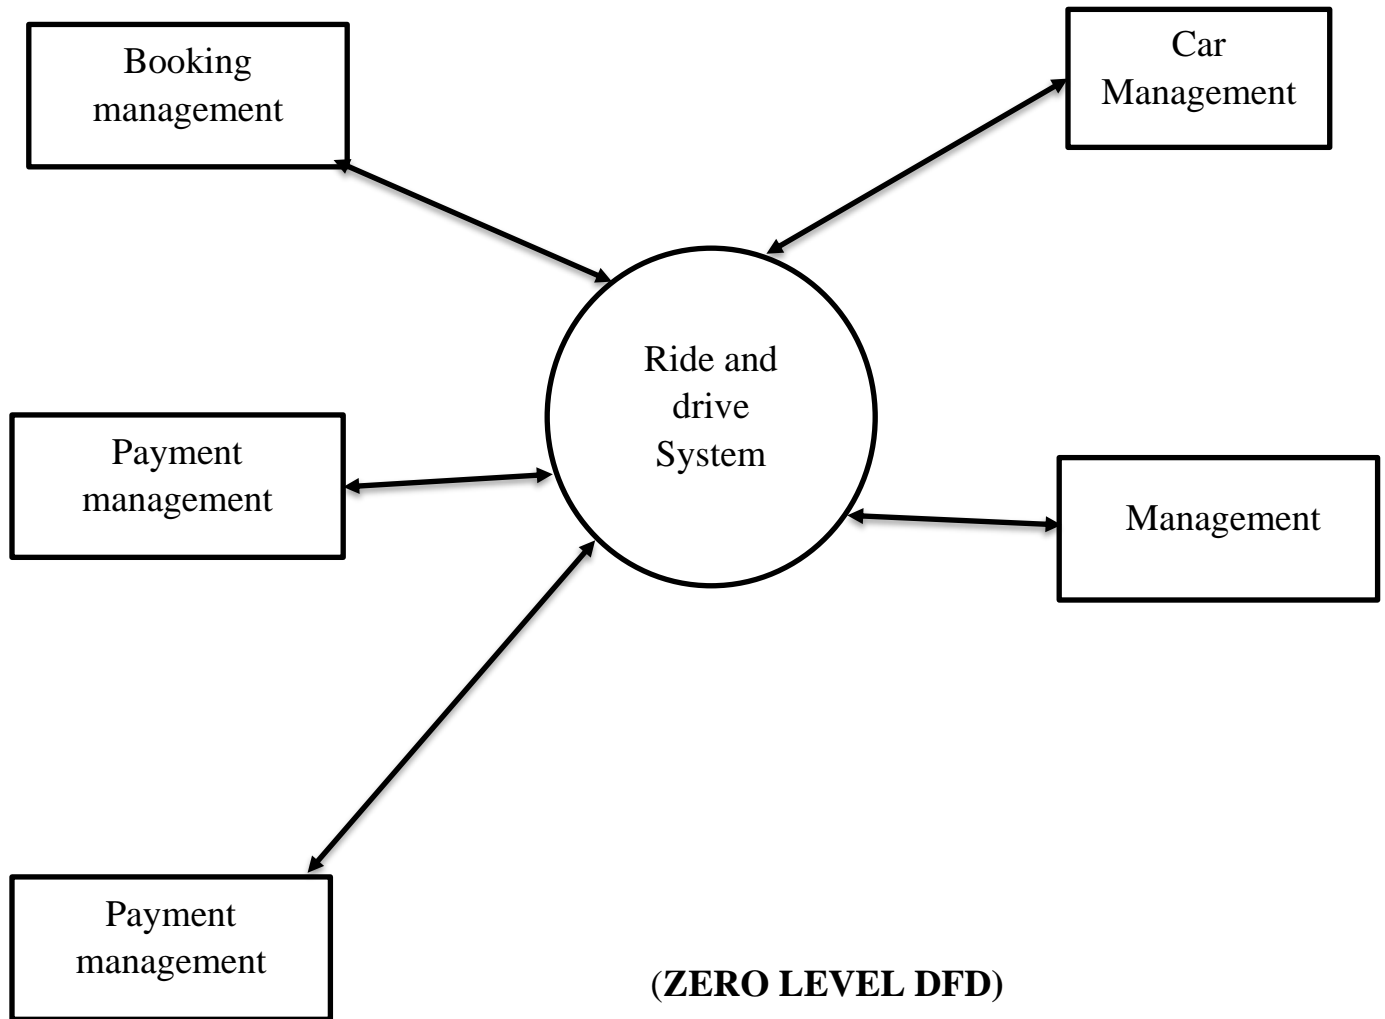 Booking
management
Car
Management
Ride and
drive
System
Payment
management
Management
Payment
management
(ZERO LEVEL DFD)